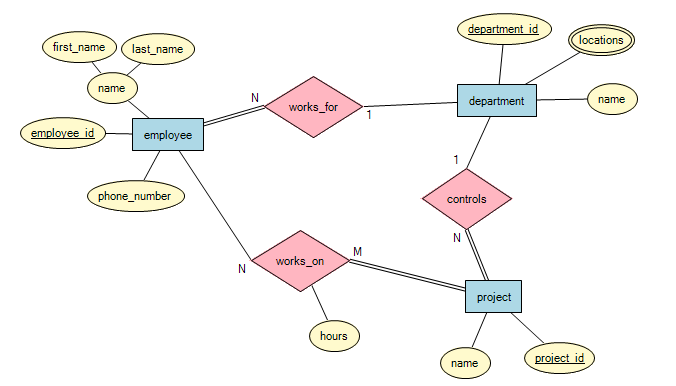 department_id
locations
first_name
last_name
name
name
N
works_for
1
department
employee_id
employee
phone_number
1
controls
N
works_on
N
M
project
hours
name
project_id